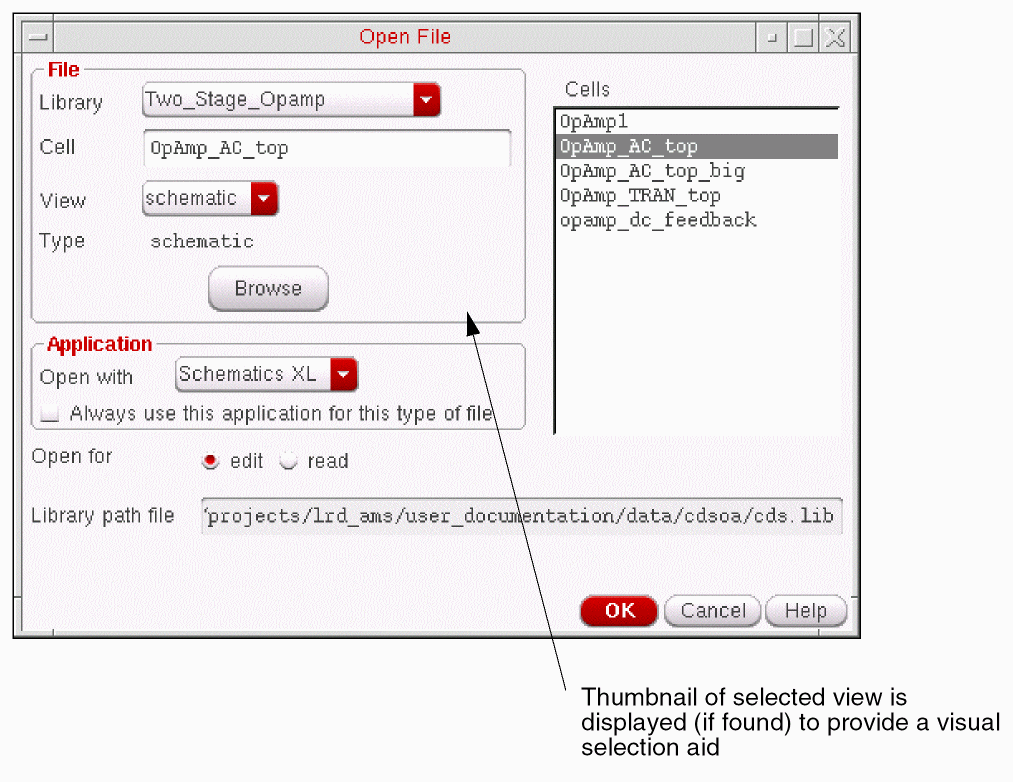 Open File
File
Library
Two_Stage_Opamp
Cell
OpAmp_AC_top
View
schematic
Type
schematic
Browse
Cells
OpAmp1
OpAmp_AC_top
OpAmp_AC_top_big
OpAmp_TRAN_top
opamp_dc_feedback
Application
Open with
Schematics XL
Always use this application for this type of file
Open for
edit
read
Library path file
projects/lrd_ams/user_documentation/data/cdsoa/cds.lib
OK
Cancel
Help
Thumbnail of selected view is
displayed (if found) to provide a visual
selection aid